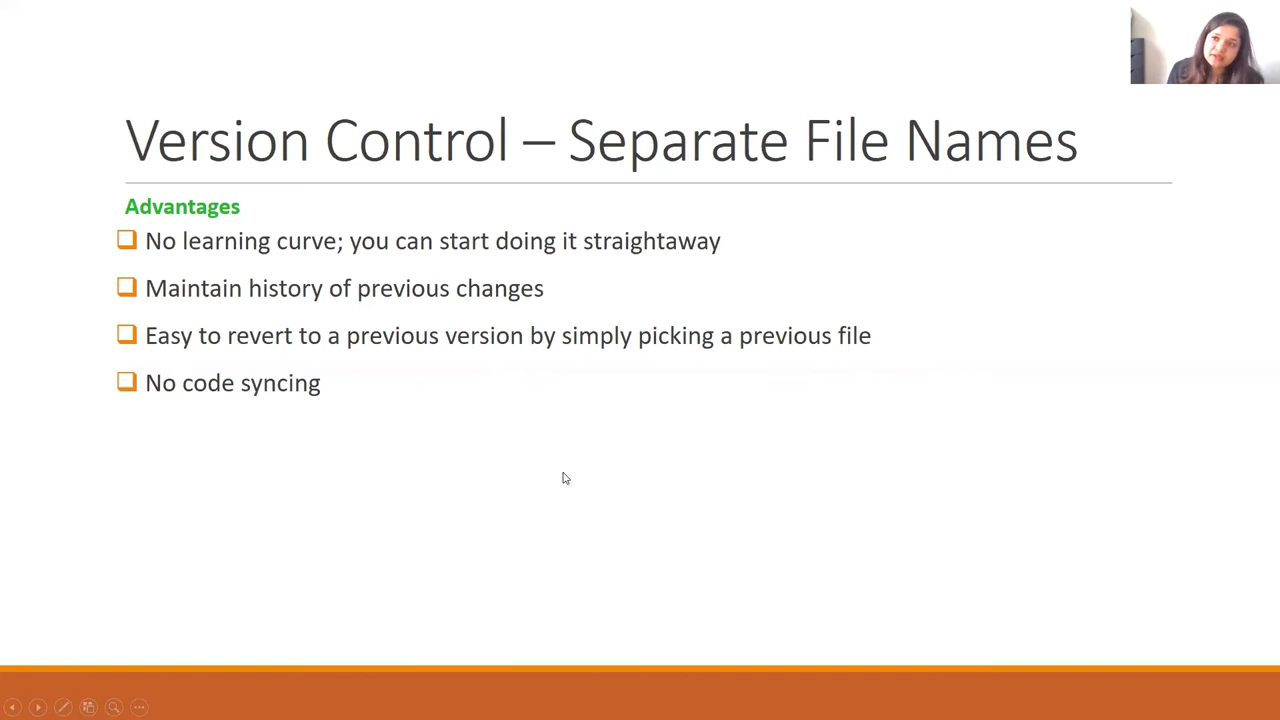 Version Control – Separate File Names
Advantages
No learning curve; you can start doing it straightaway
Maintain history of previous changes
Easy to revert to a previous version by simply picking a previous file
No code syncing